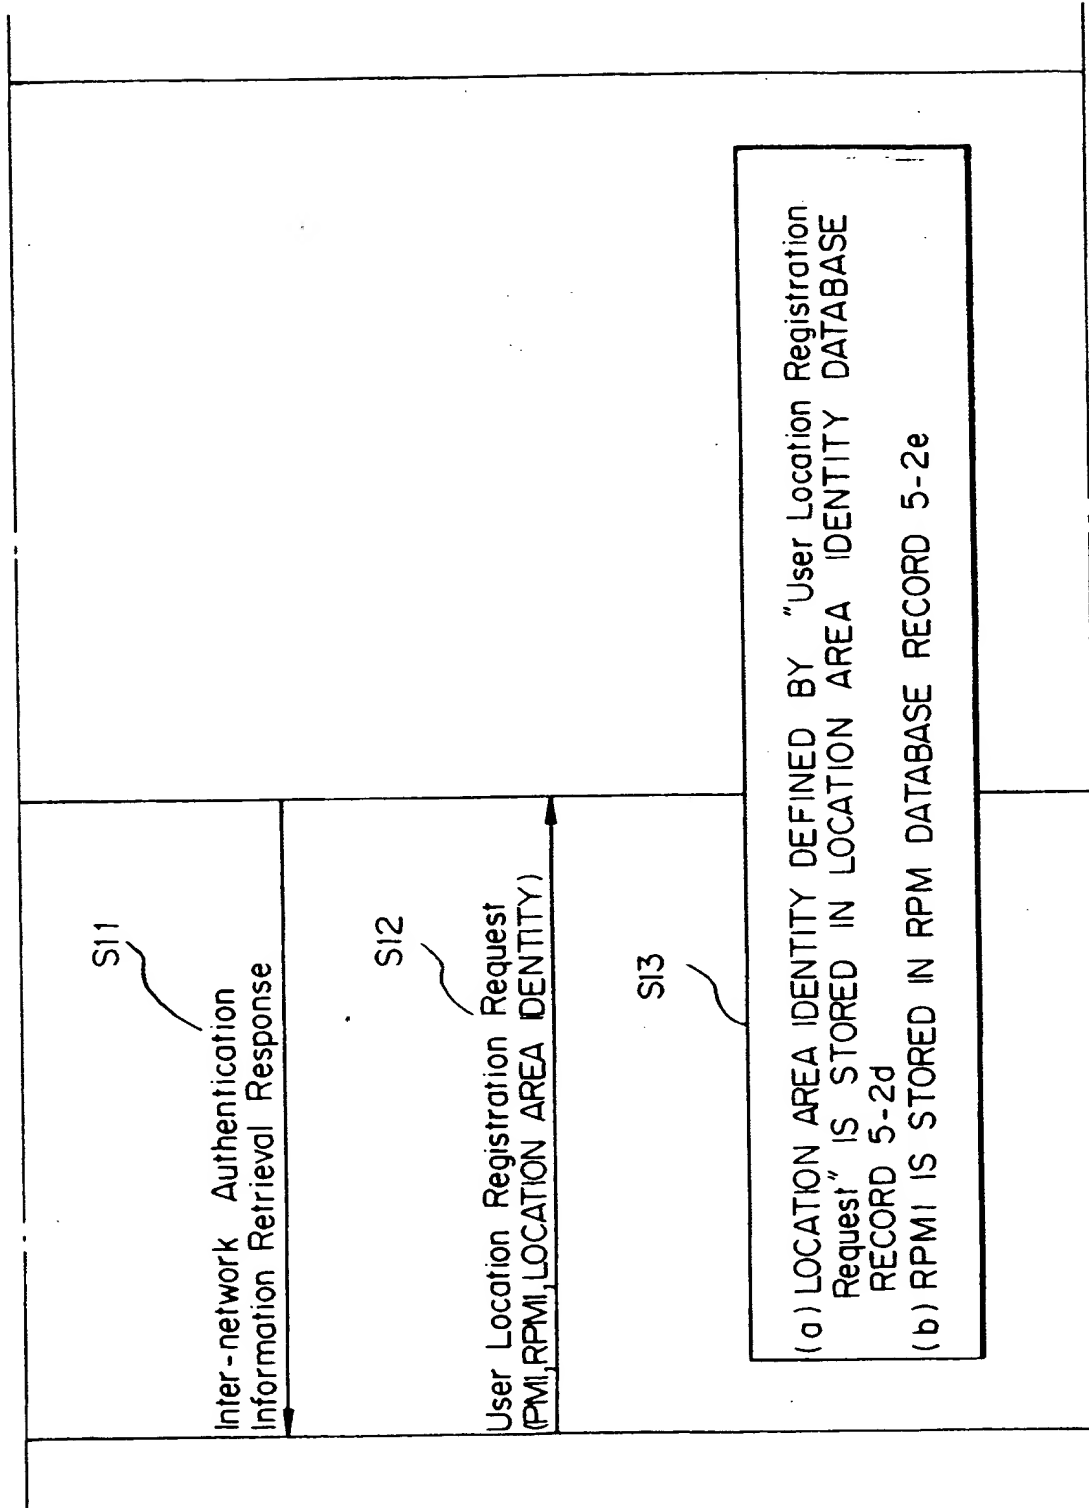 S11
Inter-network Authentication
Information Retrieval Response
S12
User Location Registration Request
(PMI,RPMI,LOCATION AREA IDENTITY)
S13
(a) LOCATION AREA IDENTITY DEFINED BY "User Location Registration
Request" IS STORED IN LOCATION AREA IDENTITY DATABASE
RECORD 5-2d
(b) RPMI IS STORED IN RPM DATABASE RECORD 5-2e